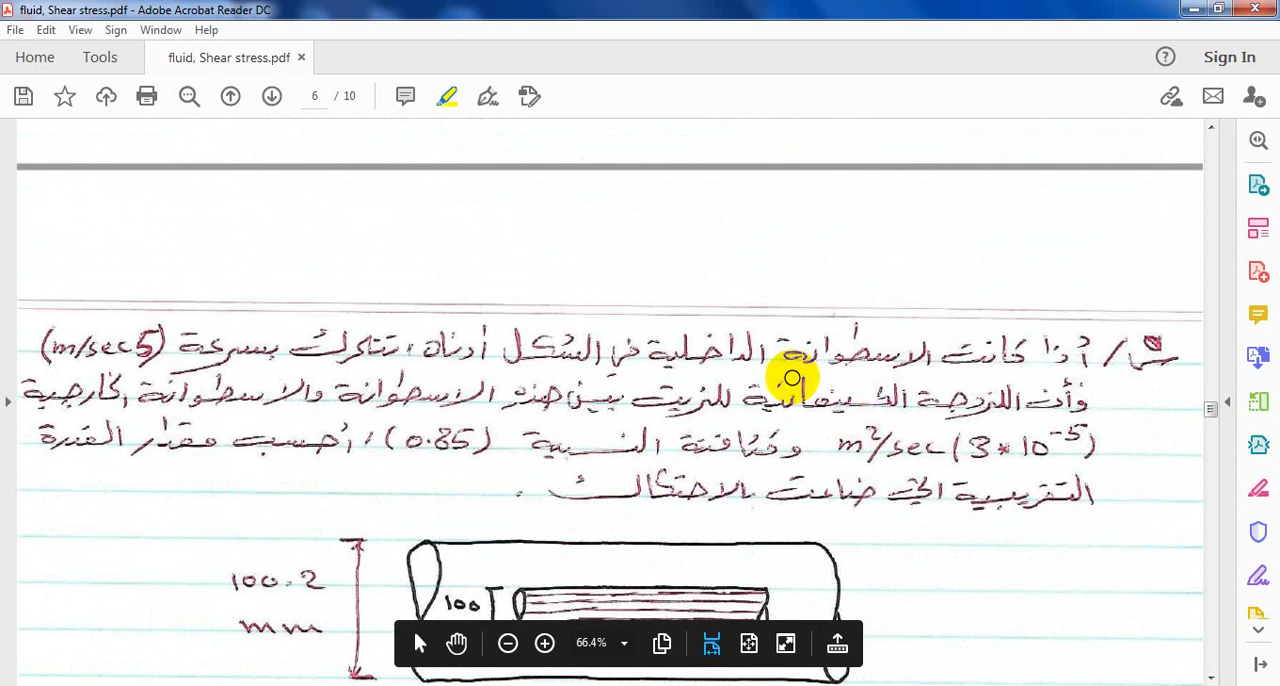 fluid, Shear stress.pdf - Adobe Acrobat Reader DC
File Edit View Sign Window Help
Home Tools fluid, Shear stress.pdf × Sign In
6 / 10
س/ أذا كانت الاسطوانة الداخلية في الشكل أدناه، تتحرك بسرعة (5 m/sec)
وأن اللزوجة الكينماتية للزيت بين هذه الاسطوانة والاسطوانة الخارجية
(3*10⁻⁵) m²/sec وكثافتة النسبية (0.85)، أحسب مقدار القدرة
التقريبية التي ضاعت بالاحتكاك .
100.2
mm
100
66.4%